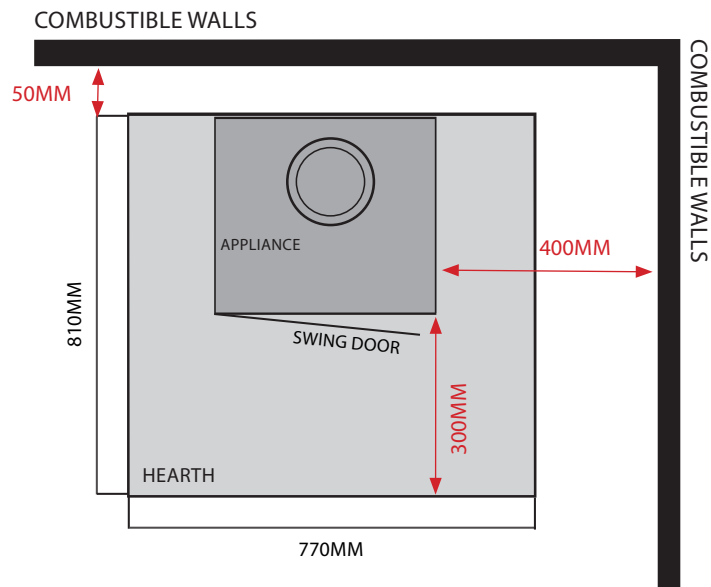 COMBUSTIBLE WALLS
COMBUSTIBLE WALLS
50MM
APPLIANCE
400MM
810MM
SWING DOOR
300MM
HEARTH
770MM